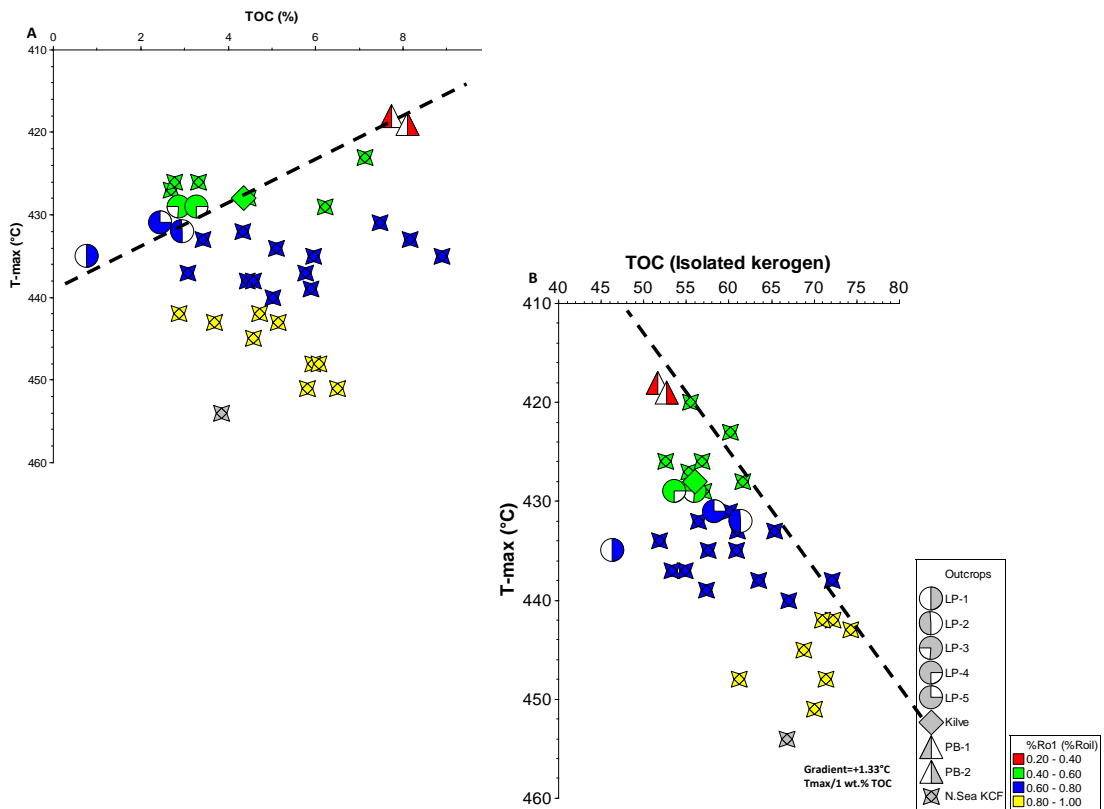 TOC (%)
A
0 2 4 6 8
410
420
430
440
450
460
T-max (°C)
B
TOC (Isolated kerogen)
40 45 50 55 60 65 70 75 80
410
420
430
440
450
460
T-max (°C)
Gradient=+1.33°C
Tmax/1 wt.% TOC
Outcrops
LP-1
LP-2
LP-3
LP-4
LP-5
Kilve
PB-1
PB-2
N.Sea KCF
%Ro1 (%Roil)
0.20 - 0.40
0.40 - 0.60
0.60 - 0.80
0.80 - 1.00